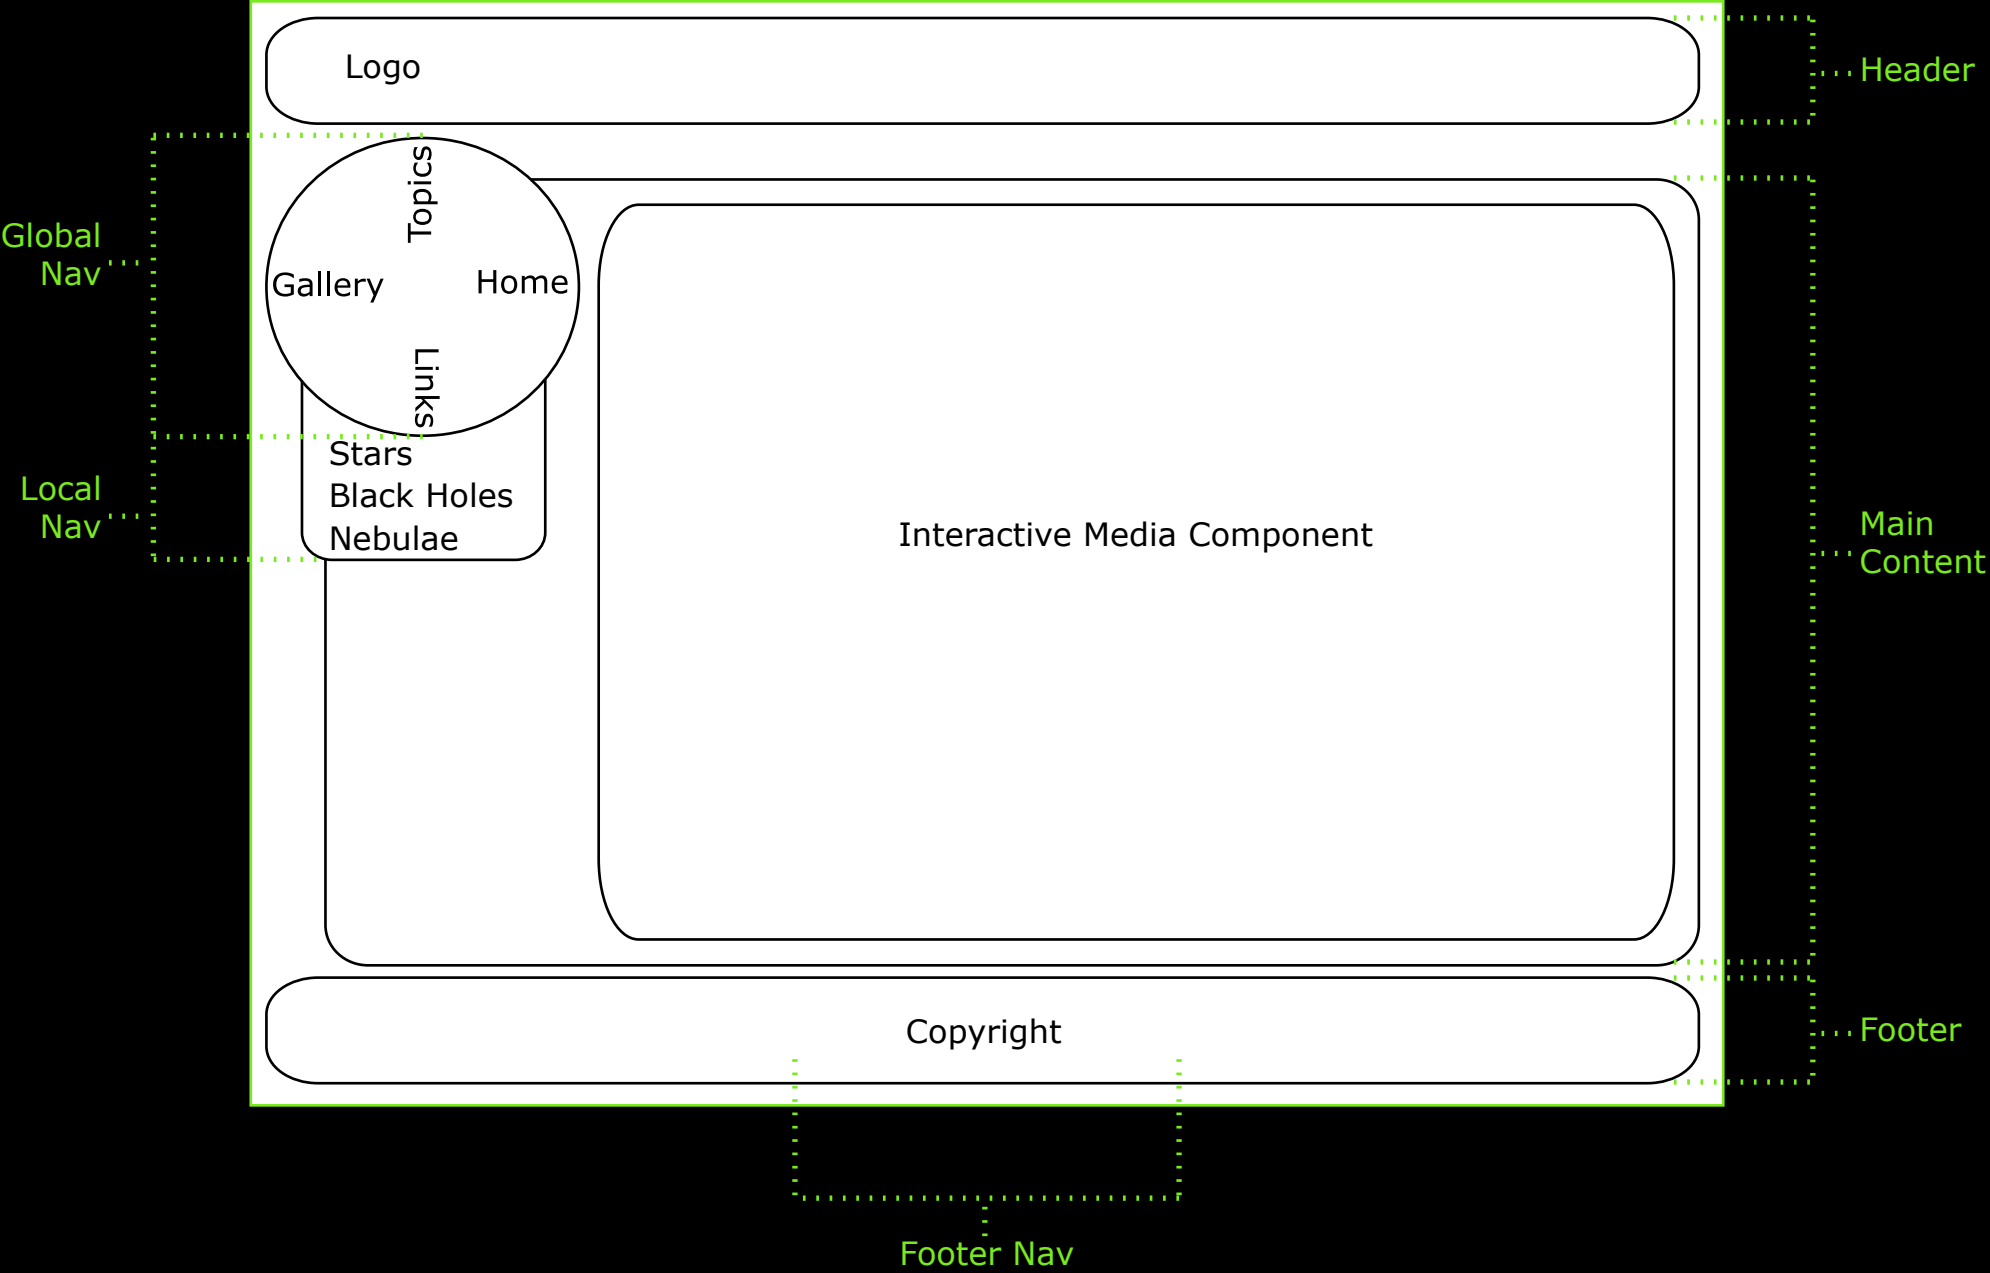 Logo
Header
Topics
Global
Nav
Gallery
Home
Links
Stars
Black Holes
Nebulae
Local
Nav
Interactive Media Component
Main
Content
Copyright
Footer
Footer Nav